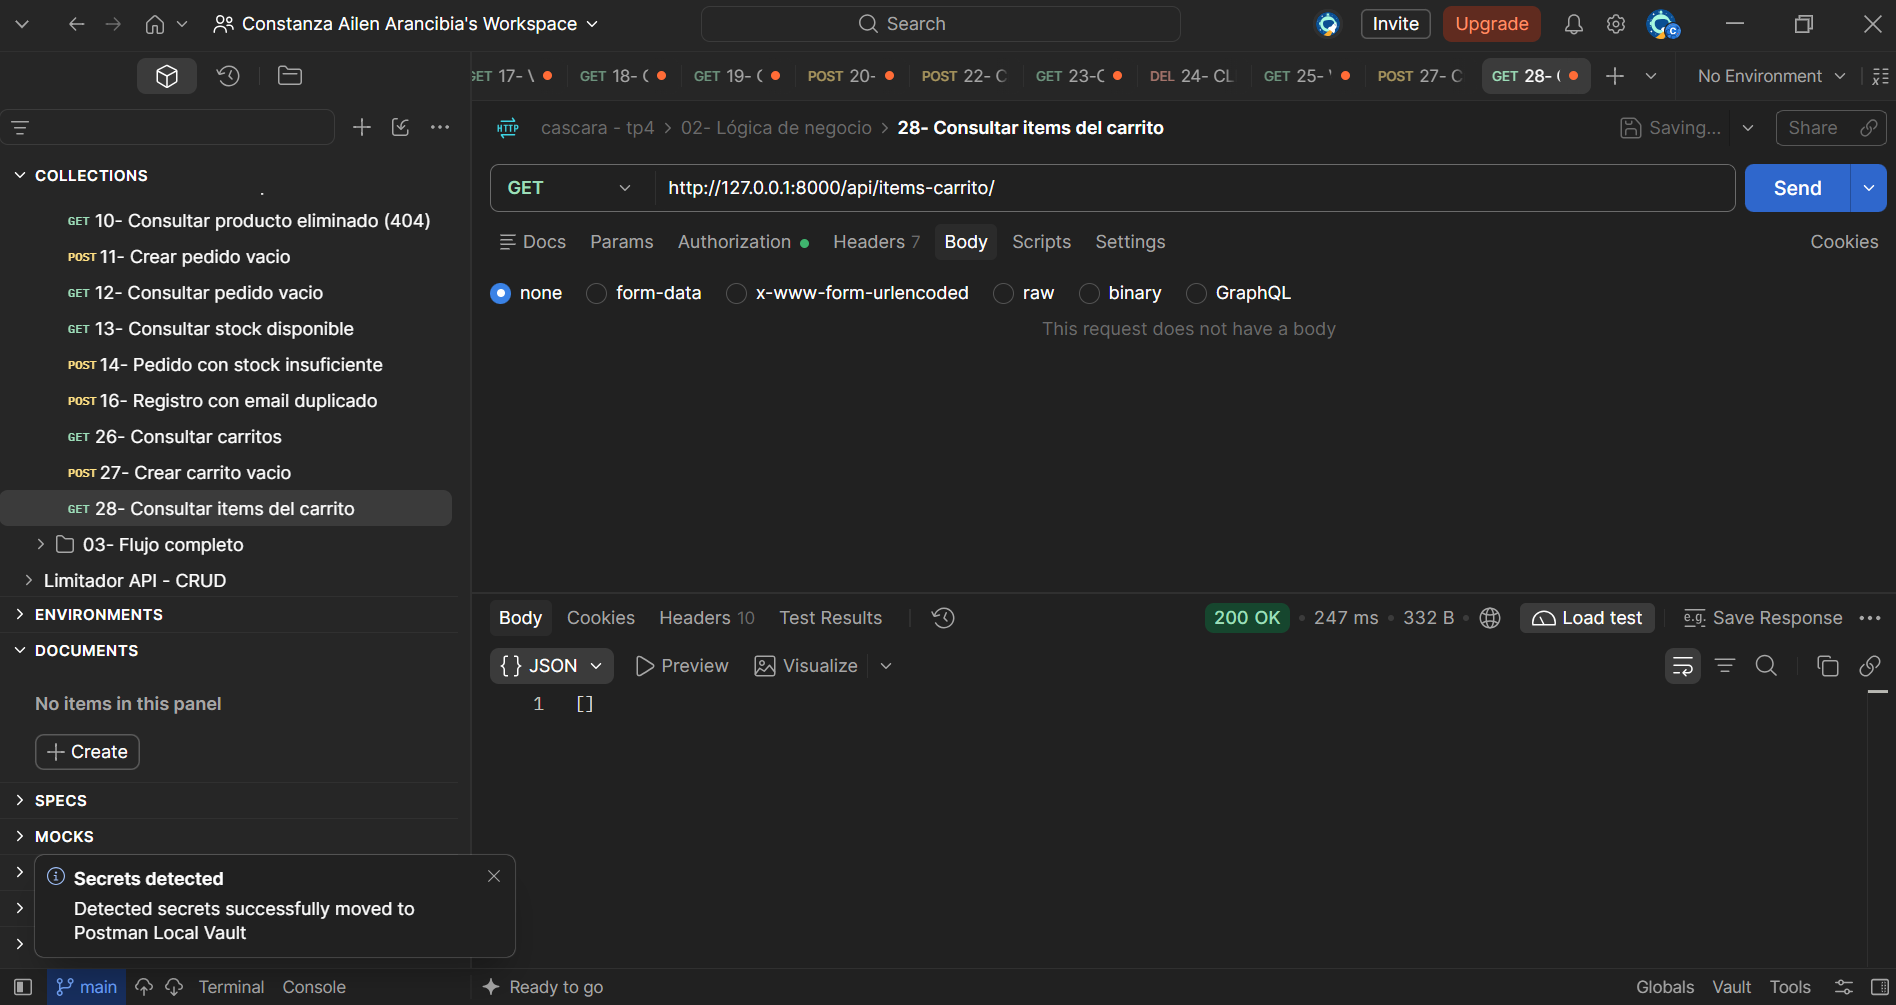 Constanza Ailen Arancibia's Workspace
Search
Invite
Upgrade
GET 17- \
GET 18- (
GET 19- C
POST 20-
POST 22- C
GET 23-C
DEL 24- CL
GET 25- '
POST 27- C
GET 28- (
No Environment
HTTP
cascara - tp4 > 02- Lógica de negocio > 28- Consultar items del carrito
Saving...
Share
COLLECTIONS
GET 10- Consultar producto eliminado (404)
POST 11- Crear pedido vacio
GET 12- Consultar pedido vacio
GET 13- Consultar stock disponible
POST 14- Pedido con stock insuficiente
POST 16- Registro con email duplicado
GET 26- Consultar carritos
POST 27- Crear carrito vacio
GET 28- Consultar items del carrito
03- Flujo completo
Limitador API - CRUD
ENVIRONMENTS
DOCUMENTS
No items in this panel
+ Create
SPECS
MOCKS
GET
http://127.0.0.1:8000/api/items-carrito/
Send
Docs
Params
Authorization
Headers 7
Body
Scripts
Settings
Cookies
none
form-data
x-www-form-urlencoded
raw
binary
GraphQL
This request does not have a body
Body
Cookies
Headers 10
Test Results
200 OK
247 ms
332 B
Load test
e.g. Save Response
{} JSON
Preview
Visualize
1 []
Secrets detected
Detected secrets successfully moved to
Postman Local Vault
main
Terminal
Console
Ready to go
Globals
Vault
Tools